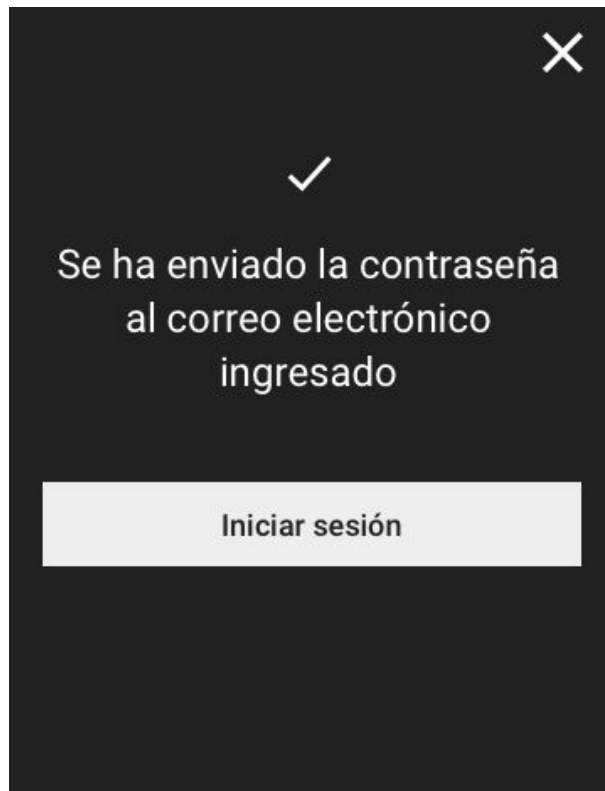 Se ha enviado la contraseña
al correo electrónico
ingresado
Iniciar sesión